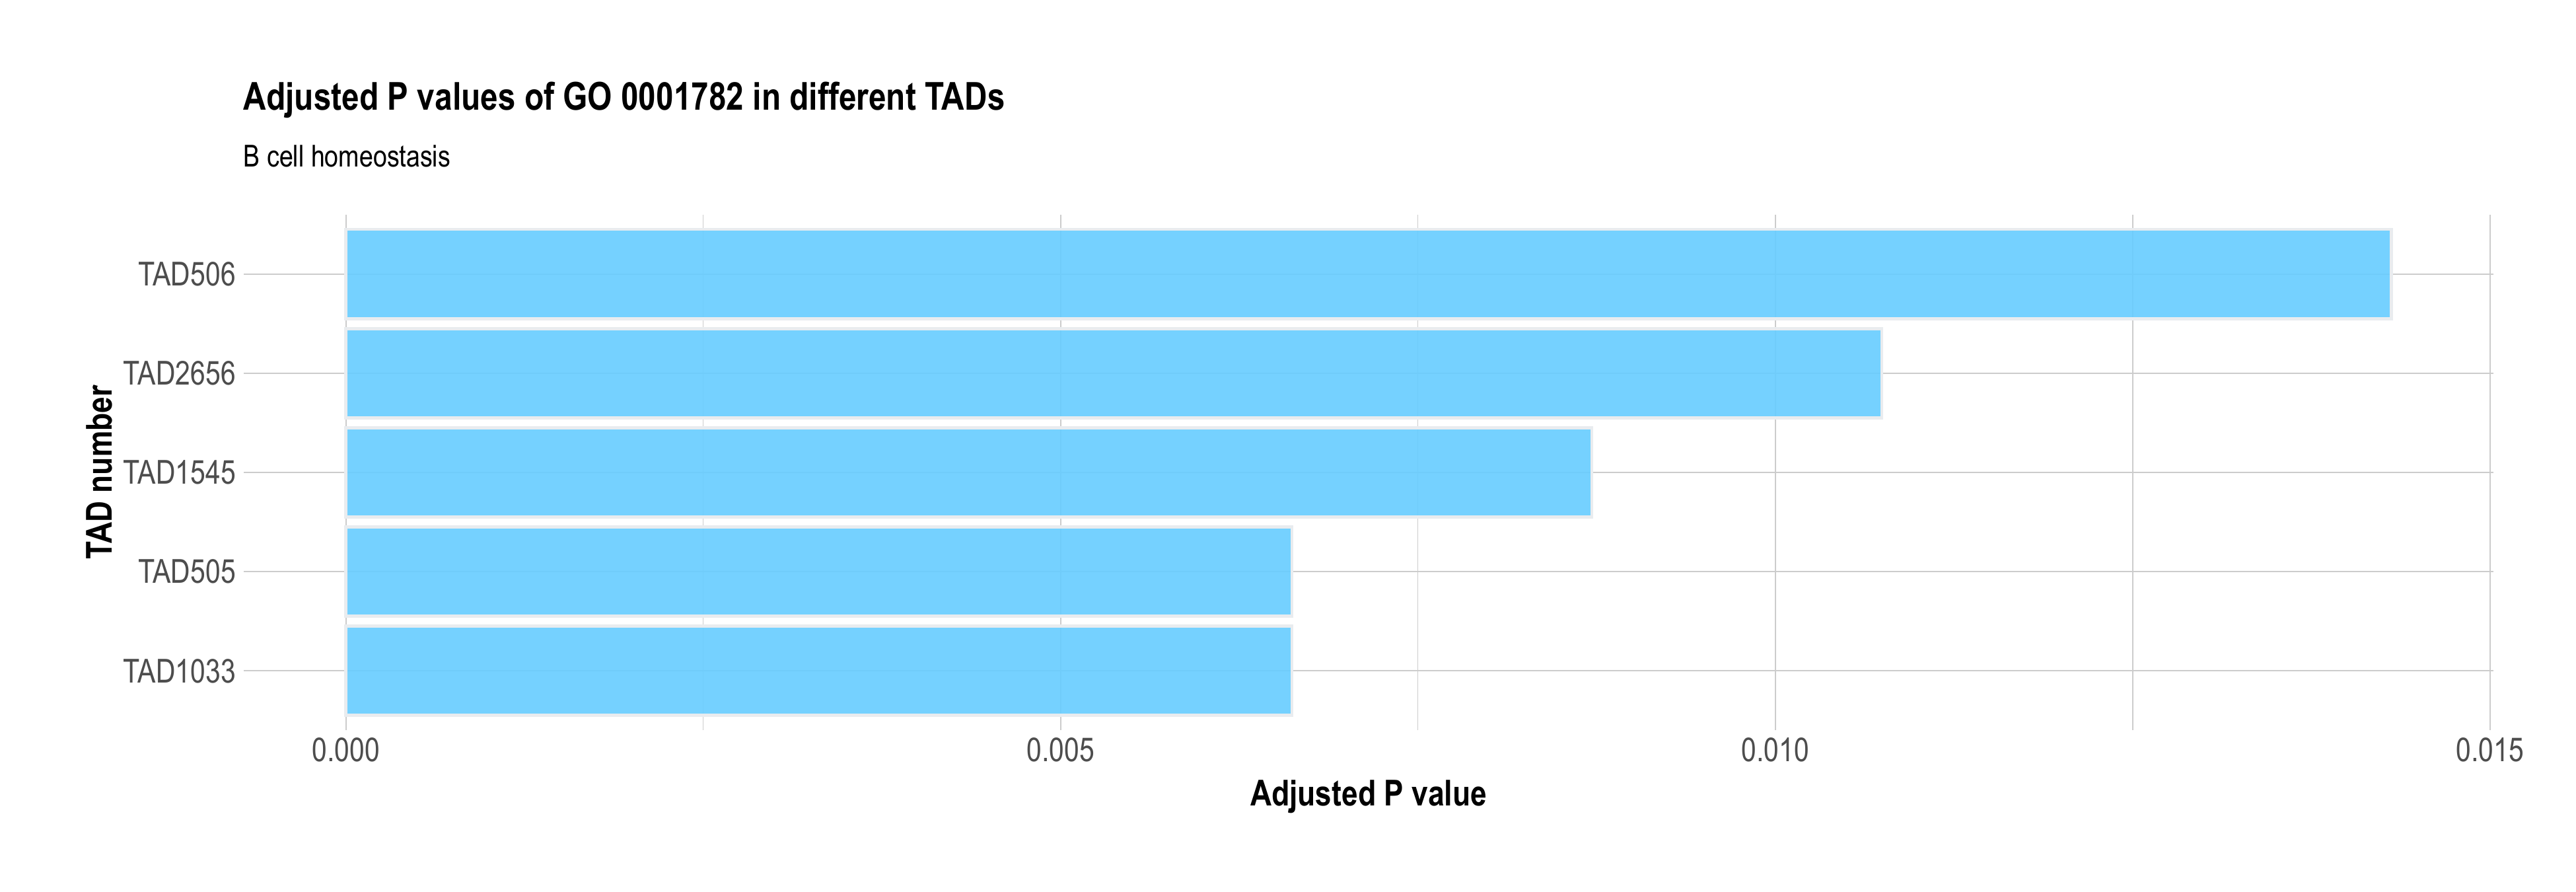 Adjusted P values of GO 0001782 in different TADs
B cell homeostasis
TAD number
TAD506
TAD2656
TAD1545
TAD505
TAD1033
0.000
0.005
0.010
0.015
Adjusted P value